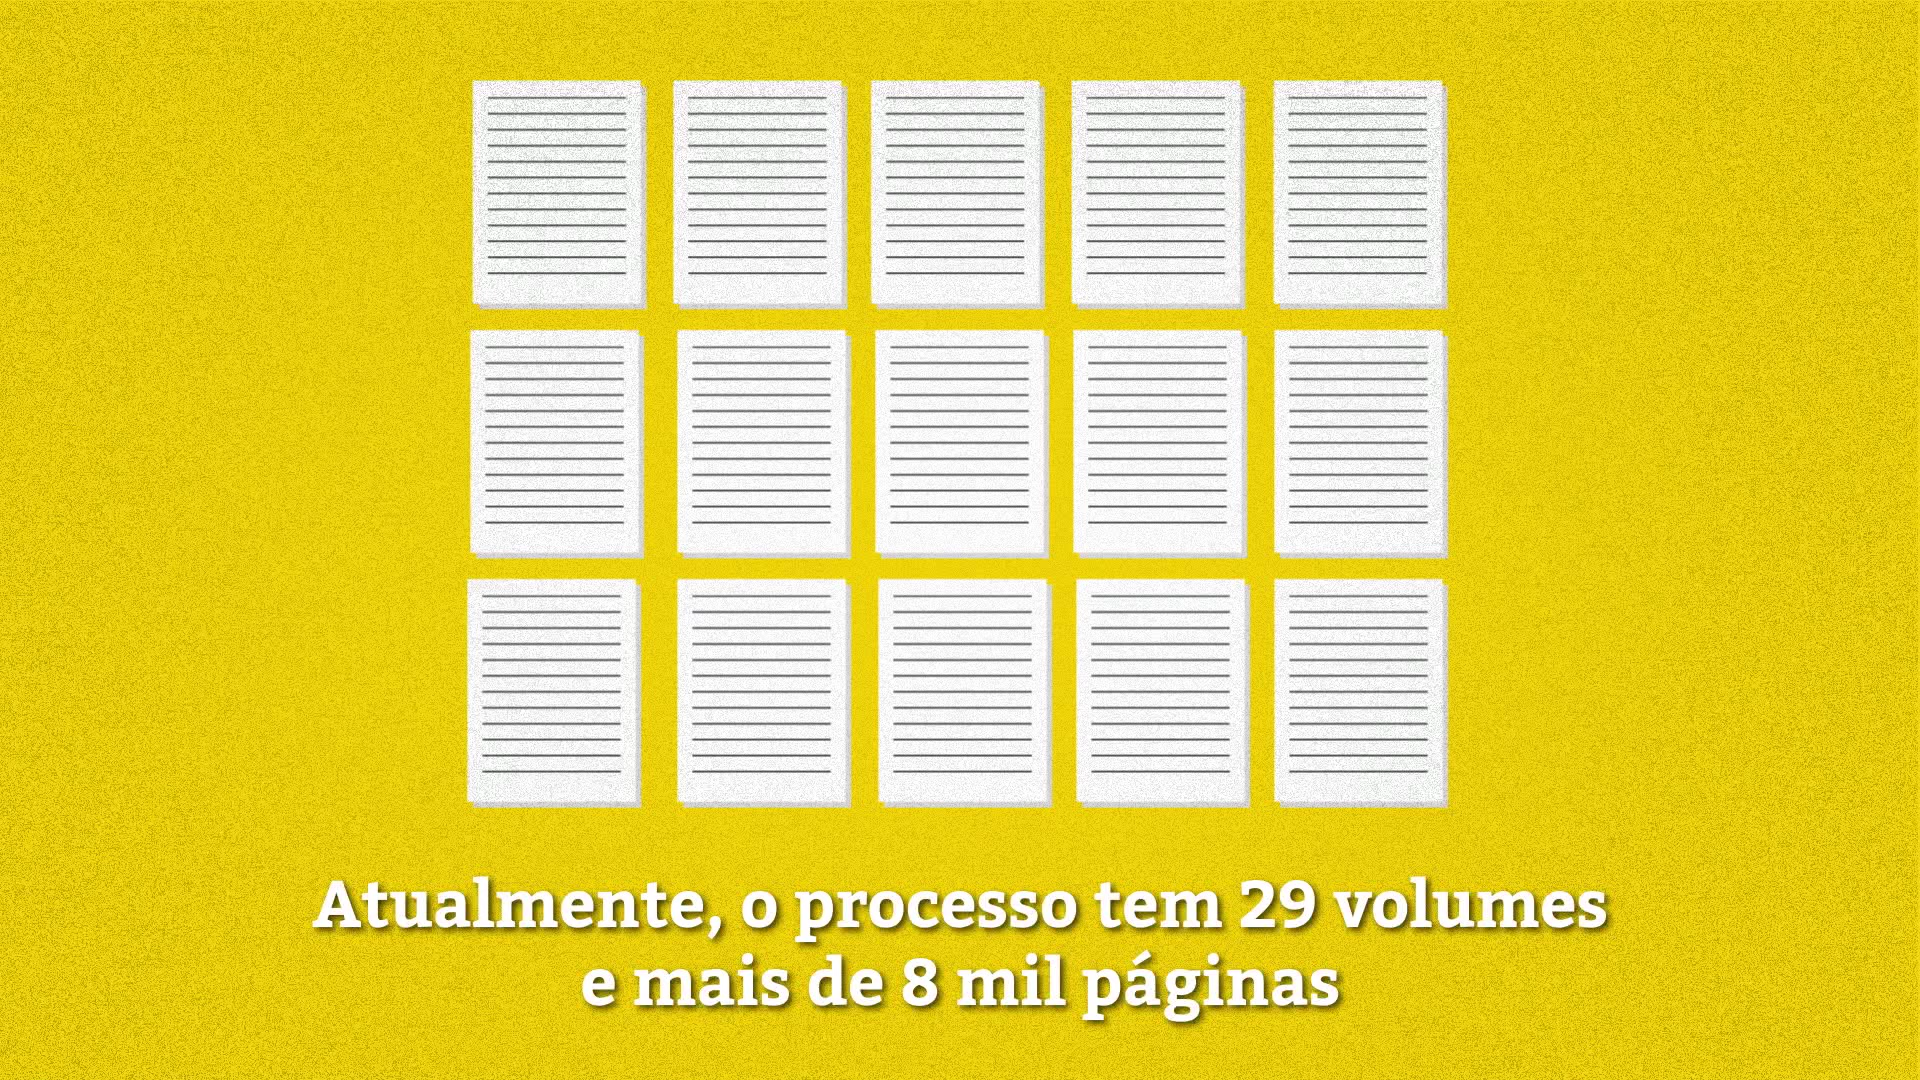 Atualmente, o processo tem 29 volumes
e mais de 8 mil páginas